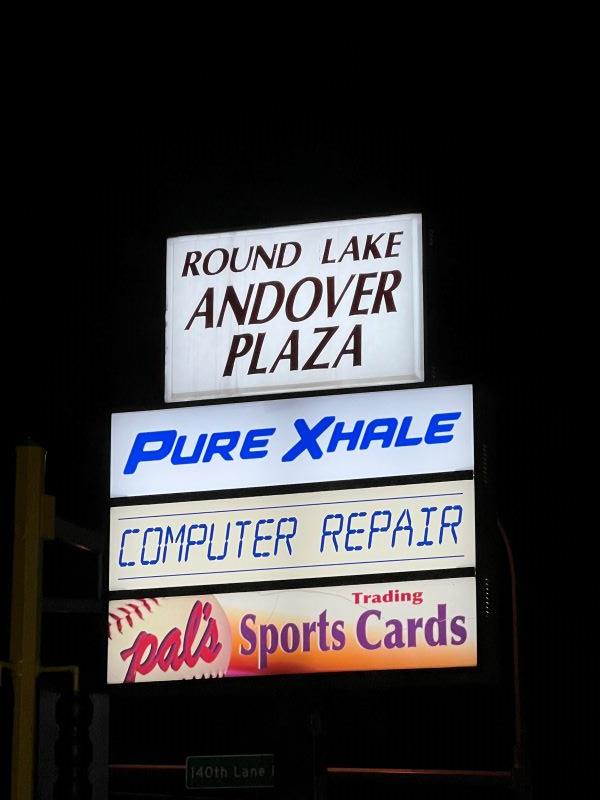 ROUND LAKE
ANDOVER
PLAZA
PURE XHALE
COMPUTER REPAIR
pal's
Trading
Sports Cards
140th Lane